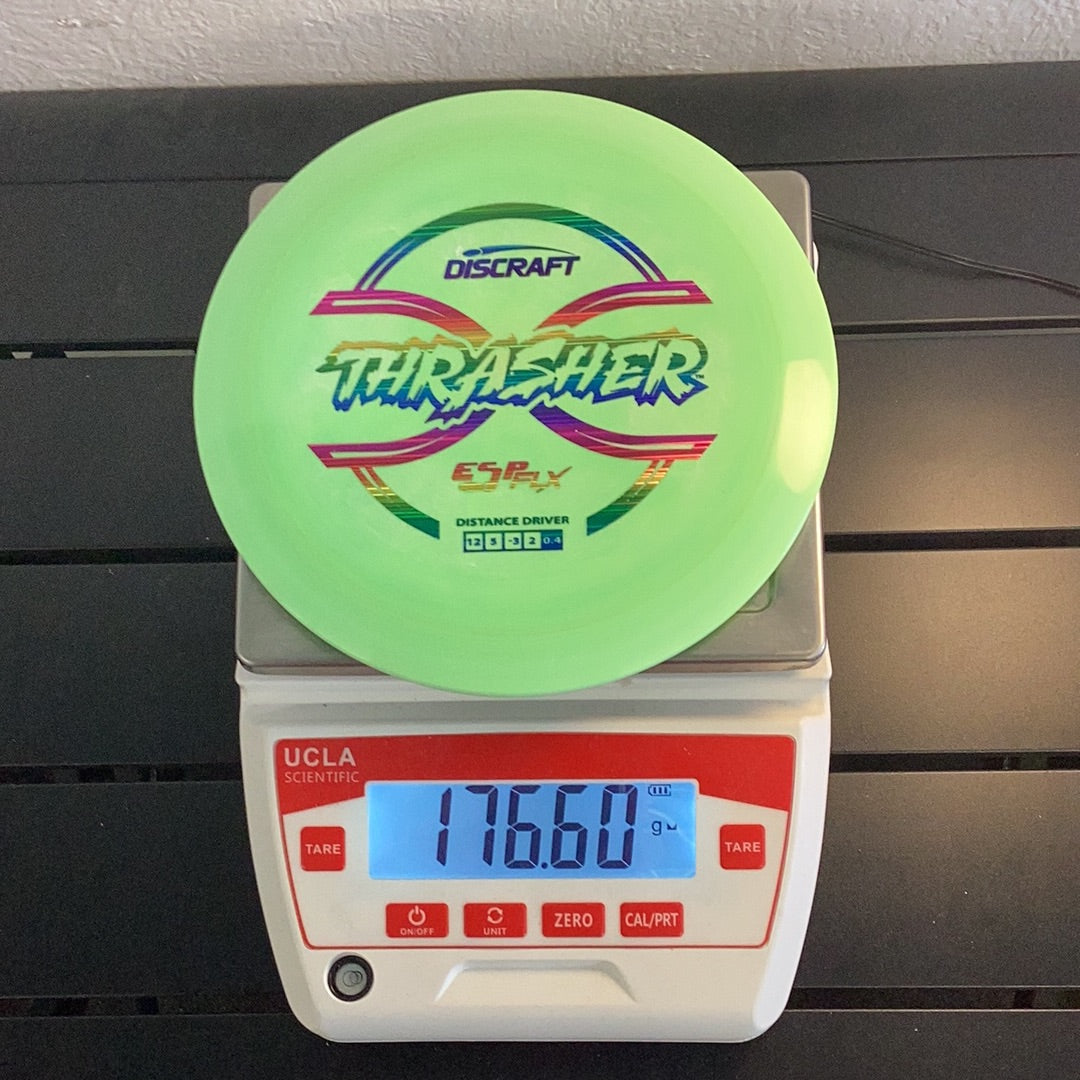 DISCRAFT
THRASHER™
ESP FLX
DISTANCE DRIVER
12 5 -3 2 0.4
UCLA
SCIENTIFIC
176.60 g
TARE
TARE
ON/OFF
UNIT
ZERO
CAL/PRT